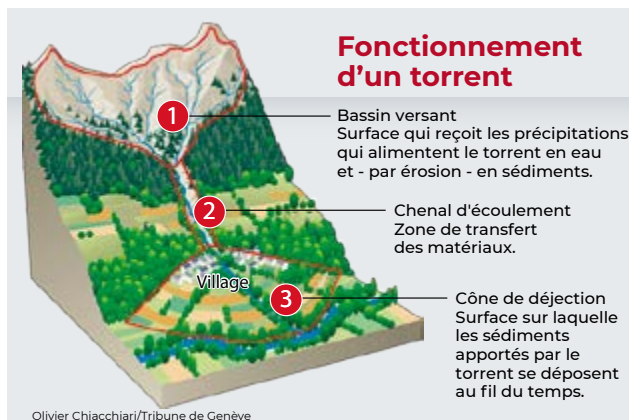 Fonctionnement
d'un torrent
1
Bassin versant
Surface qui reçoit les précipitations
qui alimentent le torrent en eau
et - par érosion - en sédiments.
2
Chenal d'écoulement
Zone de transfert
des matériaux.
Village
3
Cône de déjection
Surface sur laquelle
les sédiments
apportés par le
torrent se déposent
au fil du temps.
Olivier Chiacchiari/Tribune de Genève